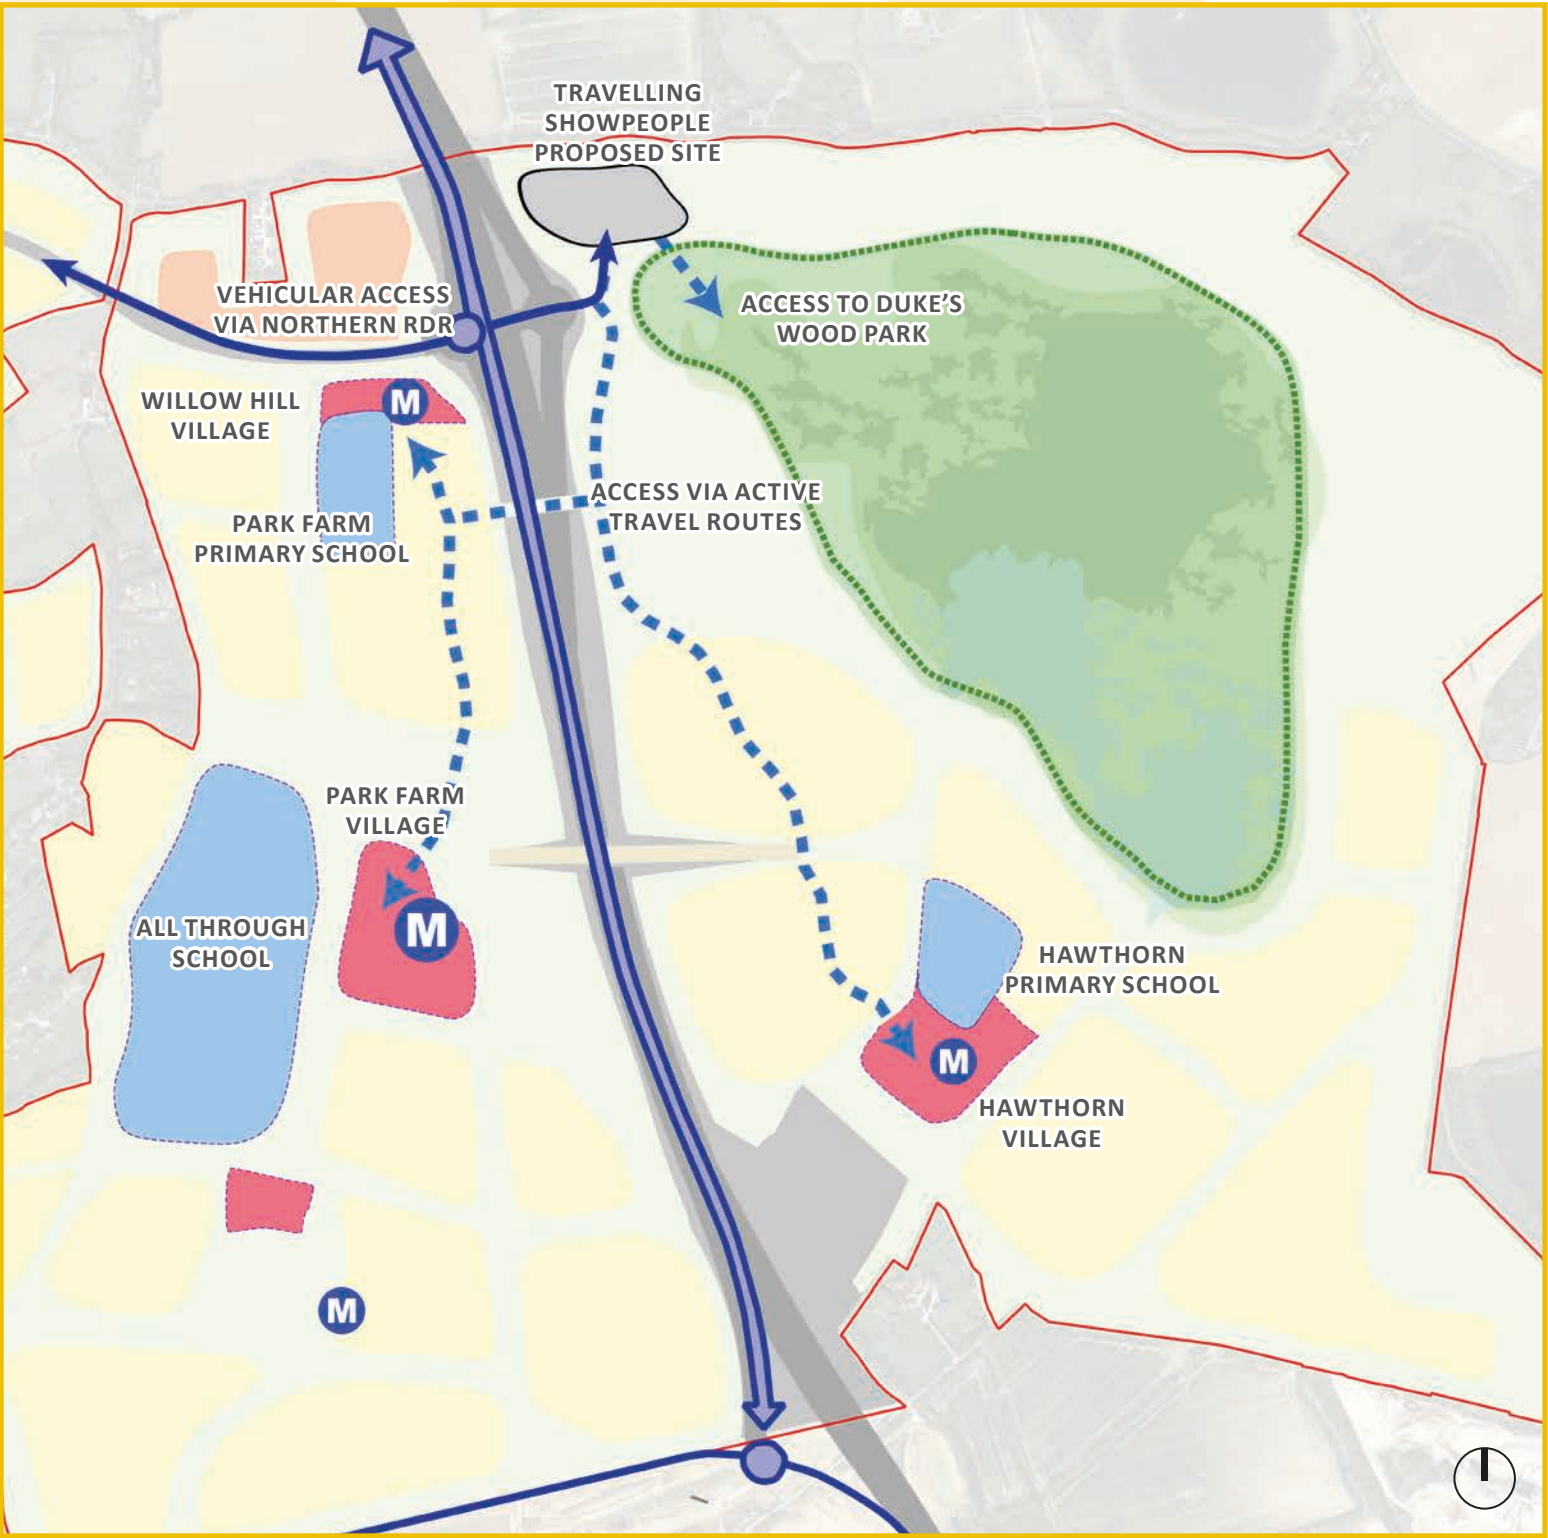 TRAVELLING
SHOWPEOPLE
PROPOSED SITE
VEHICULAR ACCESS
VIA NORTHERN RDR
ACCESS TO DUKE'S
WOOD PARK
WILLOW HILL
VILLAGE
M
PARK FARM
PRIMARY SCHOOL
ACCESS VIA ACTIVE
TRAVEL ROUTES
PARK FARM
VILLAGE
M
ALL THROUGH
SCHOOL
HAWTHORN
PRIMARY SCHOOL
M
HAWTHORN
VILLAGE
M